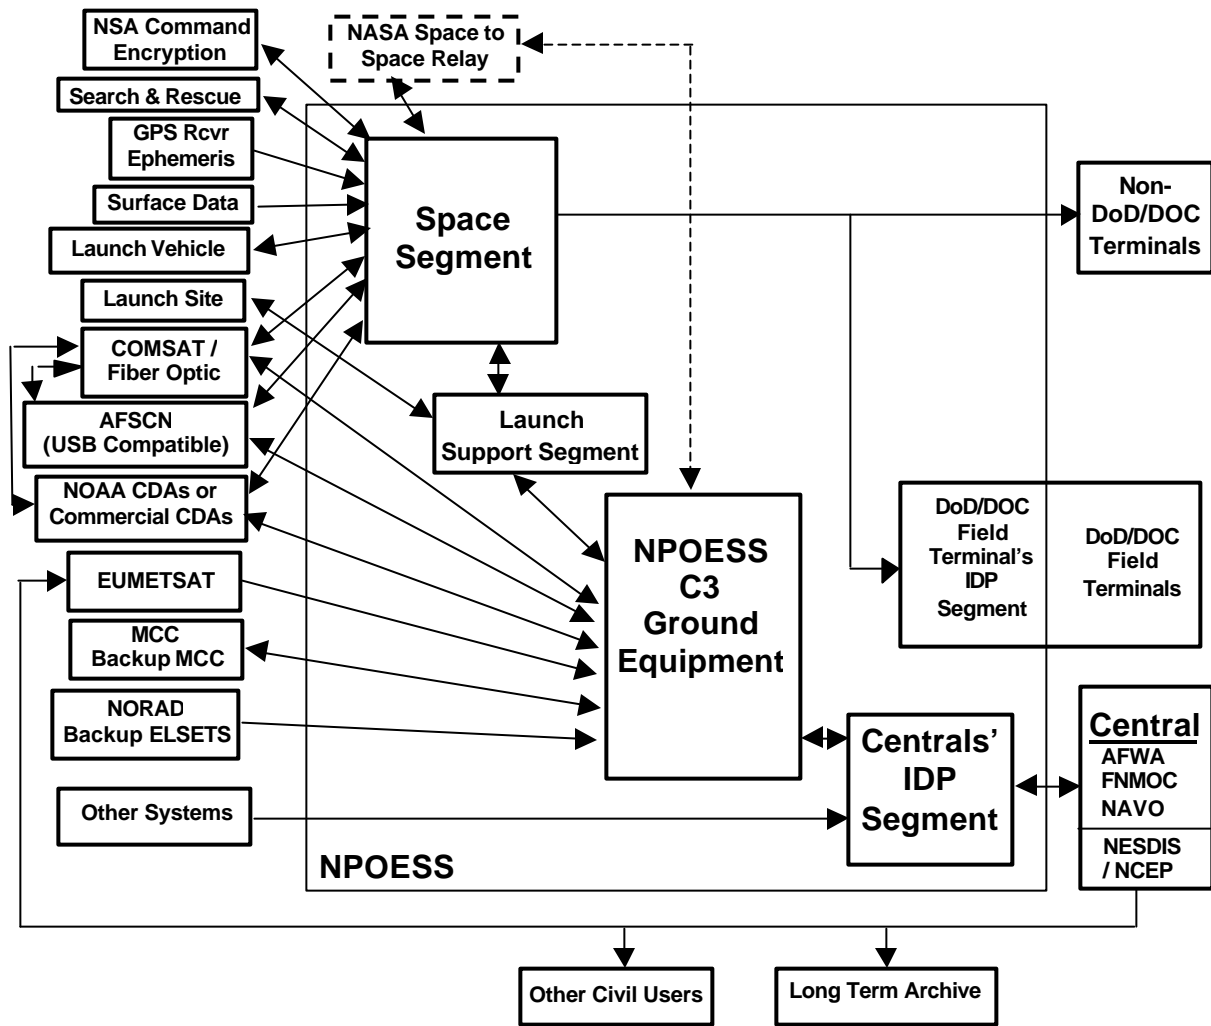 NSA Command
Encryption
NASA Space to
Space Relay
Search & Rescue
GPS Rcvr
Ephemeris
Surface Data
Launch Vehicle
Launch Site
COMSAT /
Fiber Optic
AFSCN
(USB Compatible)
NOAA CDAs or
Commercial CDAs
EUMETSAT
MCC
Backup MCC
NORAD
Backup ELSETS
Other Systems
Space
Segment
Launch
Support Segment
NPOESS
C3
Ground
Equipment
Centrals’
IDP
Segment
NPOESS
Non-
DoD/DOC
Terminals
DoD/DOC
Field
Terminal’s
IDP
Segment
DoD/DOC
Field
Terminals
Central
AFWA
FNMOC
NAVO
NESDIS
/ NCEP
Other Civil Users
Long Term Archive